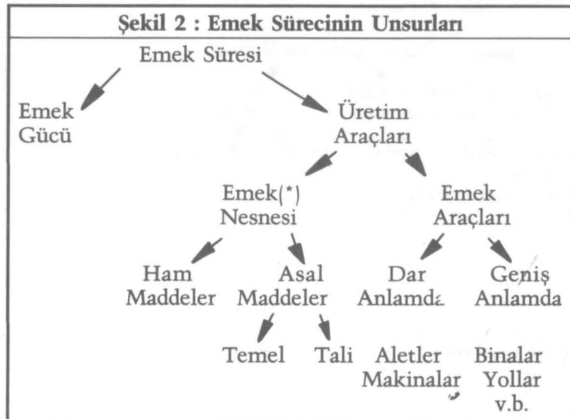 Şekil 2 : Emek Sürecinin Unsurları
Emek Süresi
Emek Gücü
Üretim Araçları
Emek(*) Nesnesi
Emek Araçları
Ham Maddeler
Asal Maddeler
Dar Anlamda
Geniş Anlamda
Temel
Tali
Aletler Makinalar
Binalar Yollar v.b.